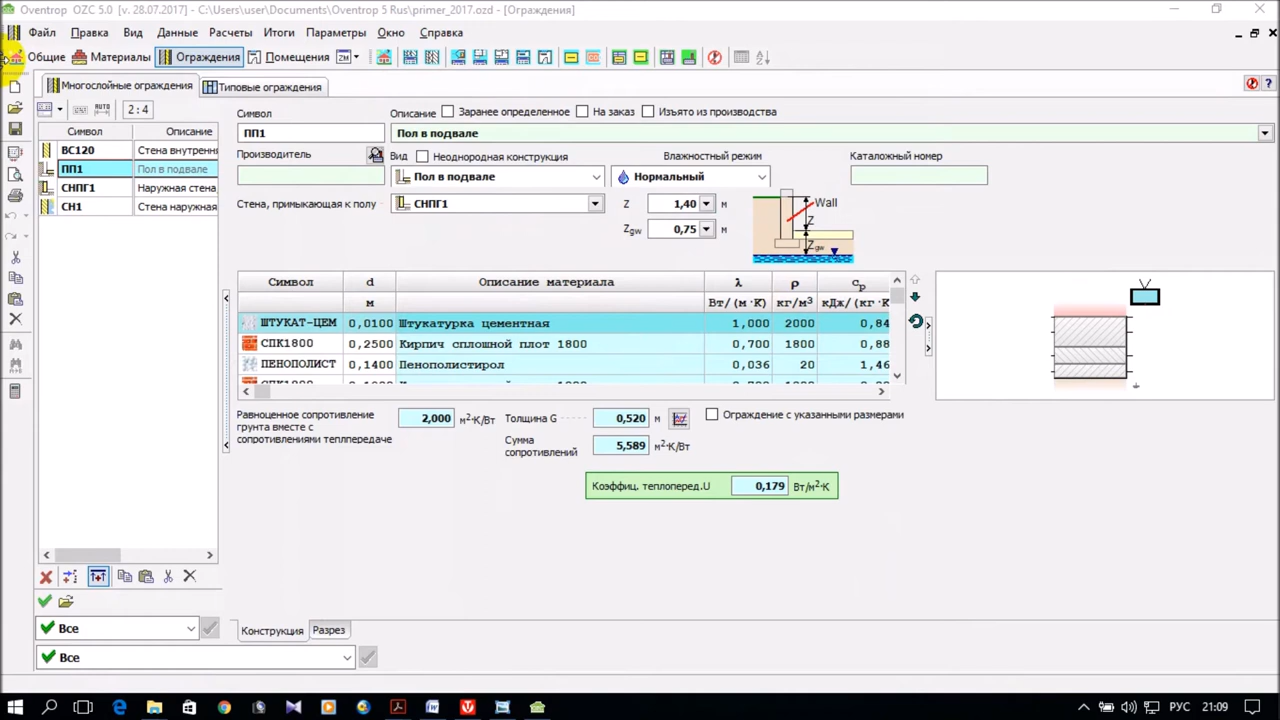 Oventrop OZC 5.0 [v. 28.07.2017] - C:\Users\user\Documents\Oventrop 5 Rus\primer_2017.ozd - [Ограждения]
Файл Правка Вид Данные Расчеты Итоги Параметры Окно Справка
Общие Материалы Ограждения Помещения
Многослойные ограждения Типовые ограждения
AUTO 2:4
Символ Описание
ВС120 Стена внутренн
ПП1 Пол в подвале
СНПГ1 Наружная стена,
СН1 Стена наружная
Символ Описание Заранее определенное На заказ Изъято из производства
ПП1 Пол в подвале
Производитель Вид Неоднородная конструкция Влажностный режим Каталожный номер
Пол в подвале Нормальный
Стена, примыкающая к полу СНПГ1 Z 1,40 м
Zgw 0,75 м
Wall
Z
Zgw
Символ d Описание материала λ ρ cp
м Вт/(м·K) кг/м³ кДж/(кг·K
ШТУКАТ-ЦЕМ 0,0100 Штукатурка цементная 1,000 2000 0,84
СПК1800 0,2500 Кирпич сплошной плот 1800 0,700 1800 0,88
ПЕНОПОЛИСТ 0,1400 Пенополистирол 0,036 20 1,46
Равноценное сопротивление грунта вместе с сопротивлениями теплпередаче 2,000 м²·K/Вт
Толщина G 0,520 м Ограждение с указанными размерами
Сумма сопротивлений 5,589 м²·K/Вт
Коэффиц. теплоперед.U 0,179 Вт/м²·K
Все
Конструкция Разрез
Все
РУС 21:09